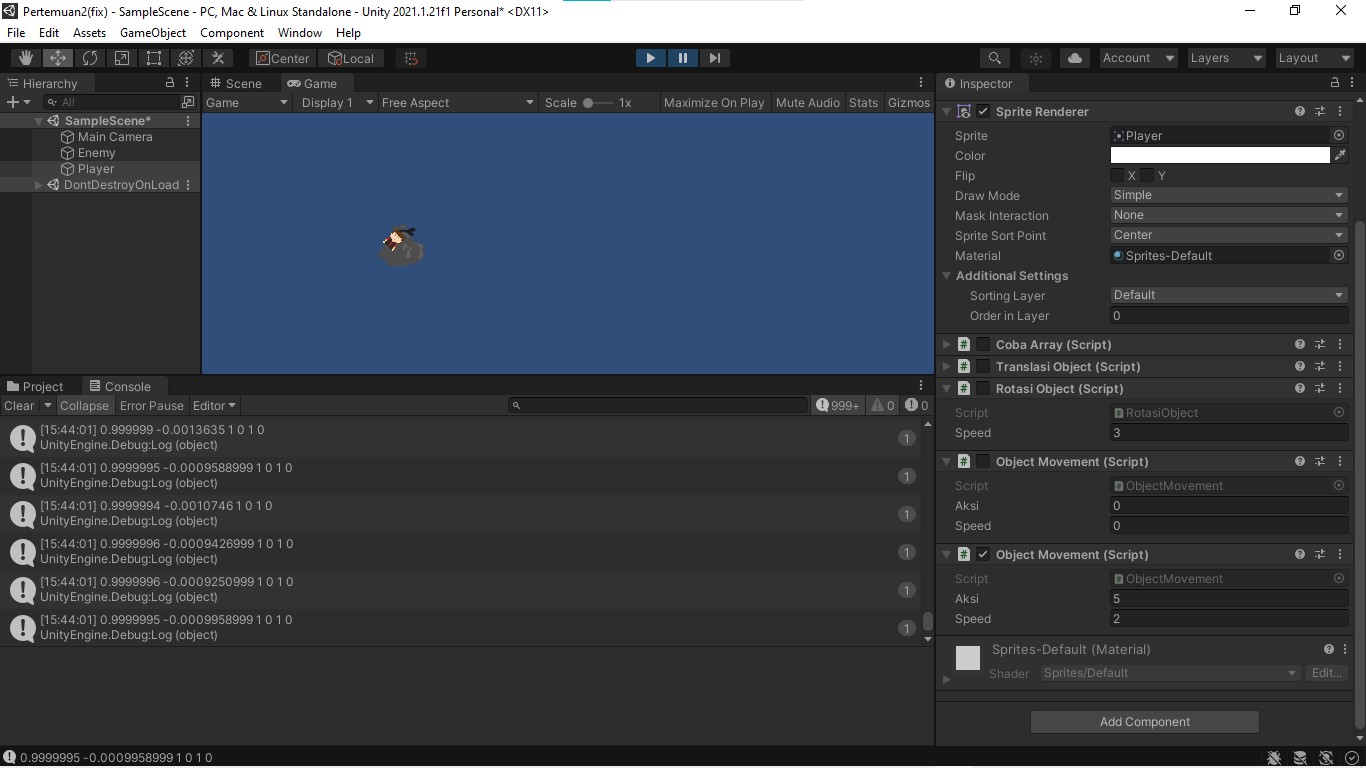 Pertemuan2(fix) - SampleScene - PC, Mac & Linux Standalone - Unity 2021.1.21f1 Personal* <DX11>
File Edit Assets GameObject Component Window Help
Center Local Account Layers Layout
Hierarchy
All
SampleScene*
Main Camera
Enemy
Player
DontDestroyOnLoad
Scene Game
Game Display 1 Free Aspect Scale 1x Maximize On Play Mute Audio Stats Gizmos
Project Console
Clear Collapse Error Pause Editor 999+ 0 0
[15:44:01] 0.999999 -0.0013635 1 0 1 0
UnityEngine.Debug:Log (object)
1
[15:44:01] 0.9999995 -0.0009588999 1 0 1 0
UnityEngine.Debug:Log (object)
1
[15:44:01] 0.9999994 -0.0010746 1 0 1 0
UnityEngine.Debug:Log (object)
1
[15:44:01] 0.9999996 -0.0009426999 1 0 1 0
UnityEngine.Debug:Log (object)
1
[15:44:01] 0.9999996 -0.0009250999 1 0 1 0
UnityEngine.Debug:Log (object)
1
[15:44:01] 0.9999995 -0.0009958999 1 0 1 0
UnityEngine.Debug:Log (object)
1
Inspector
Sprite Renderer
Sprite Player
Color
Flip X Y
Draw Mode Simple
Mask Interaction None
Sprite Sort Point Center
Material Sprites-Default
Additional Settings
Sorting Layer Default
Order in Layer 0
# Coba Array (Script)
# Translasi Object (Script)
# Rotasi Object (Script)
Script RotasiObject
Speed 3
# Object Movement (Script)
Script ObjectMovement
Aksi 0
Speed 0
# Object Movement (Script)
Script ObjectMovement
Aksi 5
Speed 2
Sprites-Default (Material)
Shader Sprites/Default Edit...
Add Component
0.9999995 -0.0009958999 1 0 1 0